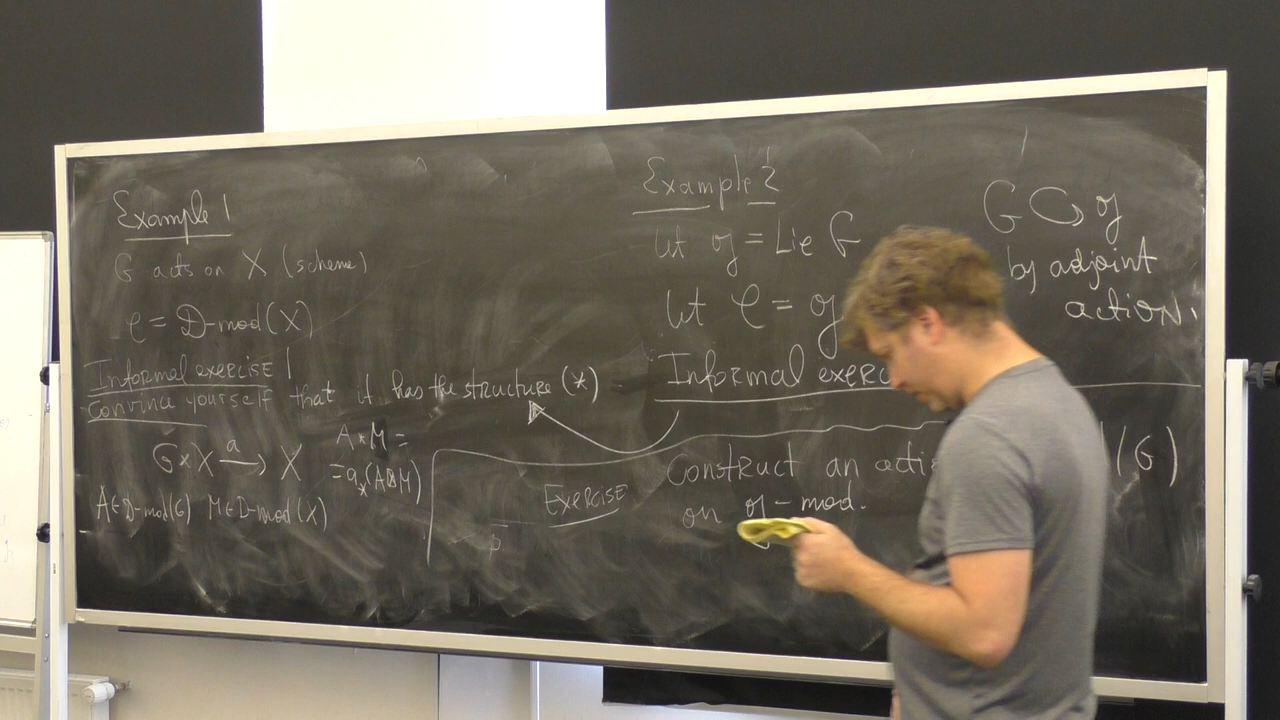 Example 1
G acts on X (scheme)
𝒞 = D-mod(X)
Informal exercise 1
Convince yourself that it has the structure (*)
G×X →a X
A*M =
=a*(A⊠M)
A∈D-mod(G) M∈D-mod(X)
Exercise
Example 2
Let 𝔤 = Lie G
Let 𝒞 = 𝔤
Informal exerc
Construct an acti (G)
on 𝔤-mod.
G ↻ 𝔤
by adjoint
action.